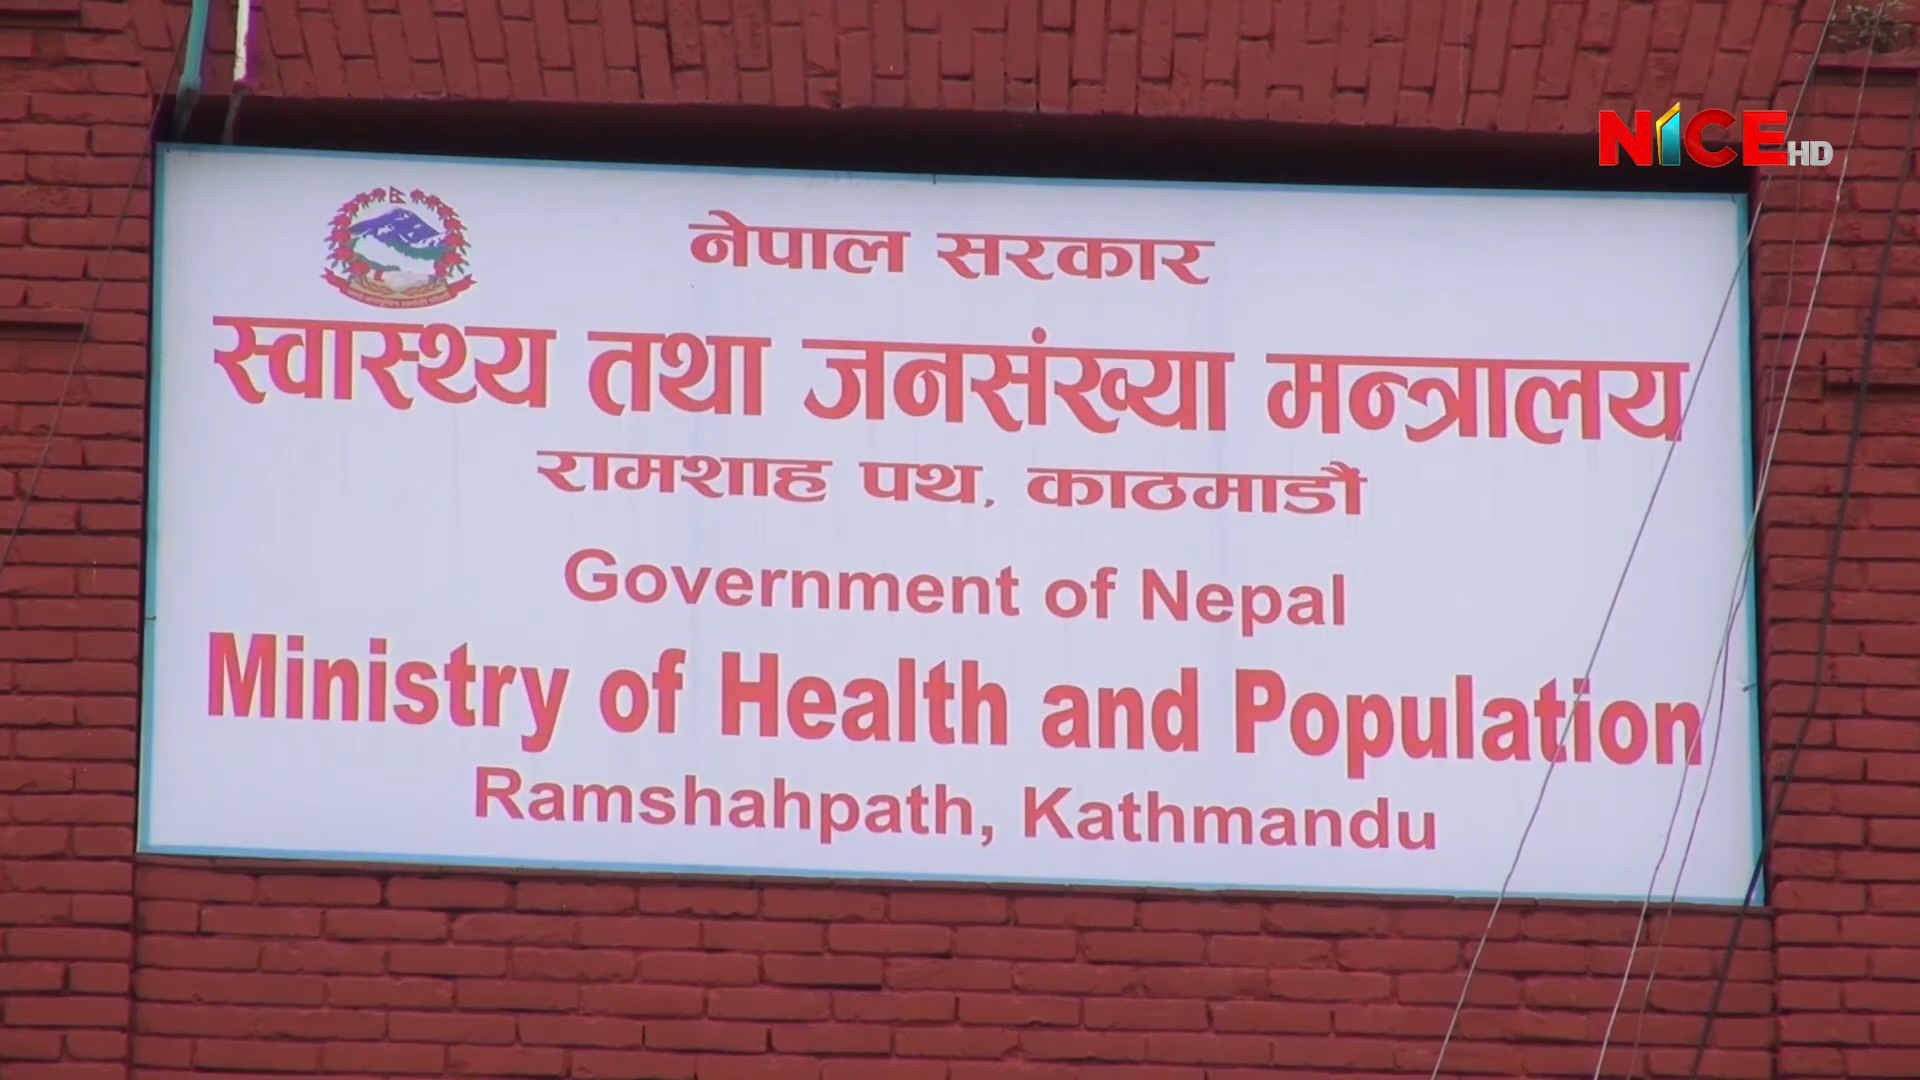 NICE HD
नेपाल सरकार
स्वास्थ्य तथा जनसंख्या मन्त्रालय
रामशाह पथ, काठमाडौं
Government of Nepal
Ministry of Health and Population
Ramshahpath, Kathmandu